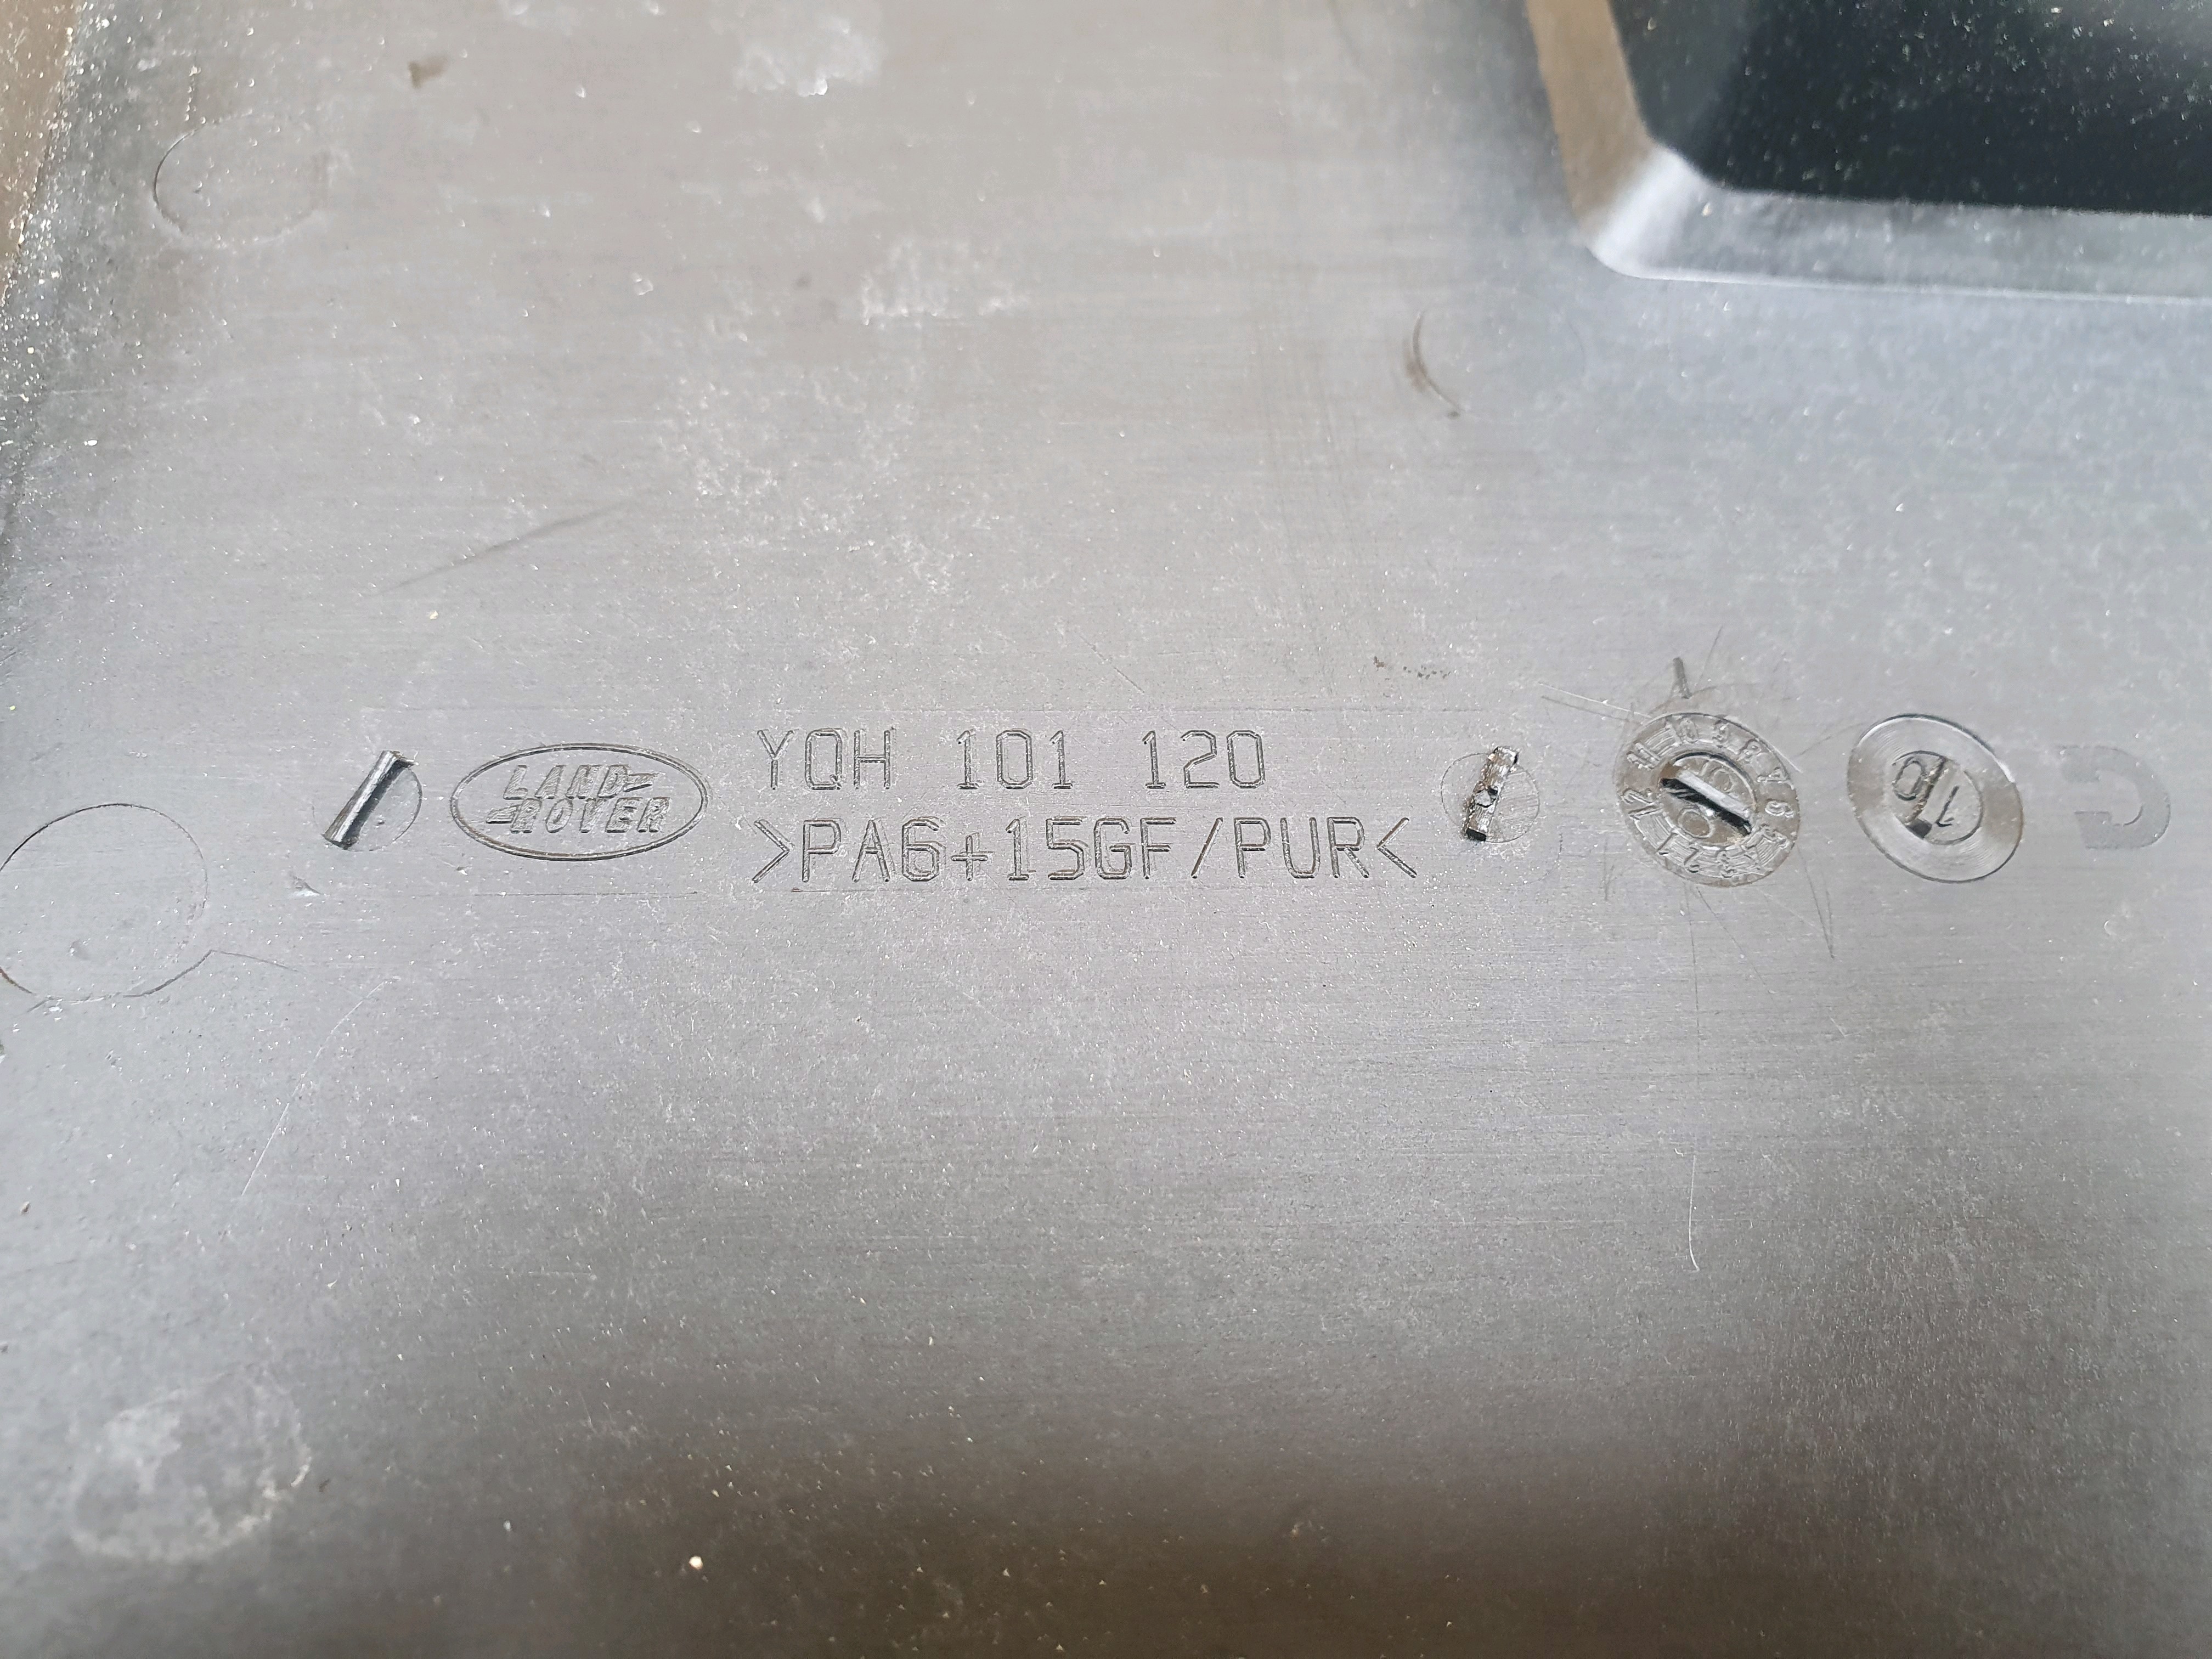 LAND
ROVER
YQH 101 120
>PA6+15GF/PUR<